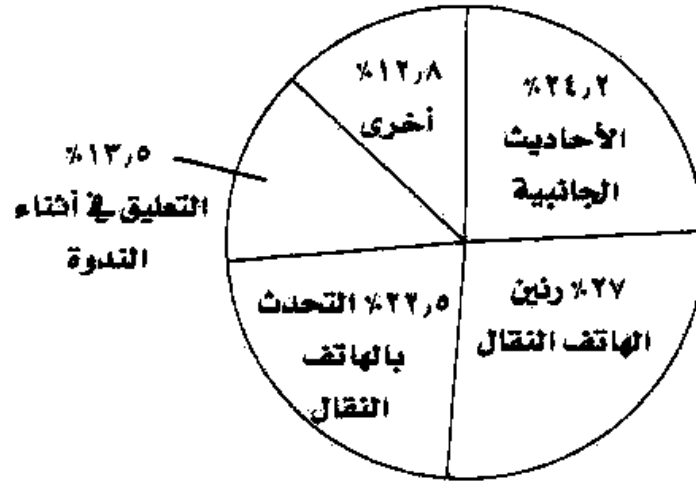 ٢٤٫٢٪
الأحاديث
الجانبية
٢٧٪ رنين
الهاتف النقال
٢٢٫٥٪ التحدث
بالهاتف
النقال
١٣٫٥٪
التعليق في أثناء
الندوة
١٢٫٨٪
أخرى